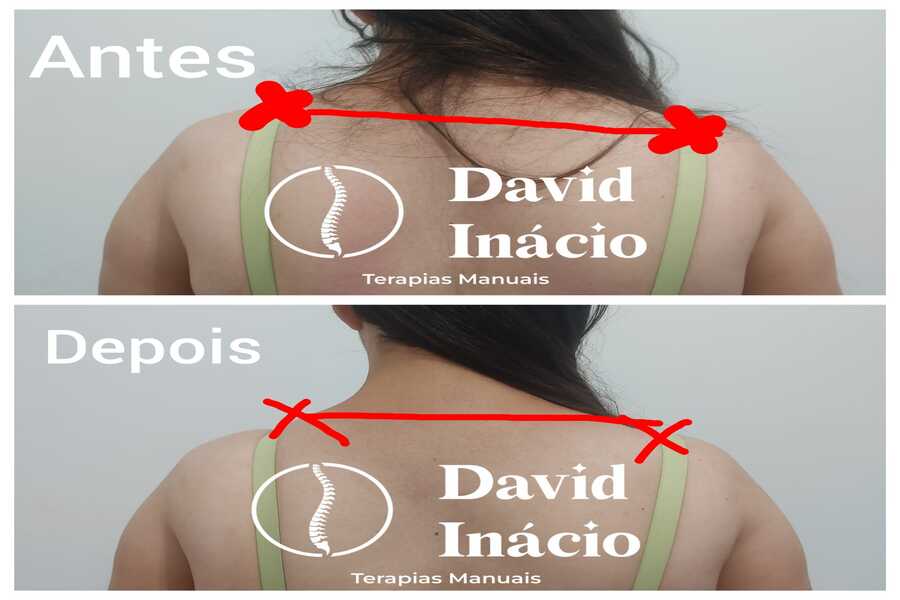 Antes
David
Inácio
Terapias Manuais
Depois
David
Inácio
Terapias Manuais